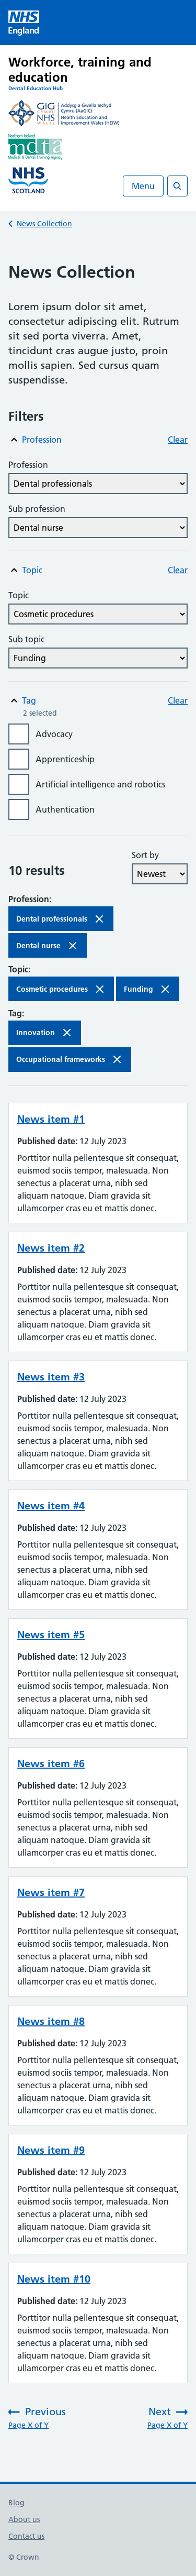 NHS
England
Workforce, training and
education
Dental Education Hub
GIG
CYMRU
NHS
WALES
Addysg a Gwella Iechyd
Cymru (AaGIC)
Health Education and
Improvement Wales (HEIW)
Northern Ireland
mdta
Medical & Dental Training Agency
NHS
SCOTLAND
Menu
News Collection
News Collection
Lorem ipsum dolor sit amet,
consectetur adipiscing elit. Rutrum
sit sed porta viverra. Amet,
tincidunt cras augue justo, proin
mollis sapien. Sed cursus quam
suspendisse.
Filters
Profession
Clear
Profession
Dental professionals
Sub profession
Dental nurse
Topic
Clear
Topic
Cosmetic procedures
Sub topic
Funding
Tag
Clear
2 selected
Advocacy
Apprenticeship
Artificial intelligence and robotics
Authentication
Sort by
10 results
Newest
Profession:
Dental professionals
Dental nurse
Topic:
Cosmetic procedures
Funding
Tag:
Innovation
Occupational frameworks
News item #1
Published date: 12 July 2023
Porttitor nulla pellentesque sit consequat,
euismod sociis tempor, malesuada. Non
senectus a placerat urna, nibh sed
aliquam natoque. Diam gravida sit
ullamcorper cras eu et mattis donec.
News item #2
Published date: 12 July 2023
Porttitor nulla pellentesque sit consequat,
euismod sociis tempor, malesuada. Non
senectus a placerat urna, nibh sed
aliquam natoque. Diam gravida sit
ullamcorper cras eu et mattis donec.
News item #3
Published date: 12 July 2023
Porttitor nulla pellentesque sit consequat,
euismod sociis tempor, malesuada. Non
senectus a placerat urna, nibh sed
aliquam natoque. Diam gravida sit
ullamcorper cras eu et mattis donec.
News item #4
Published date: 12 July 2023
Porttitor nulla pellentesque sit consequat,
euismod sociis tempor, malesuada. Non
senectus a placerat urna, nibh sed
aliquam natoque. Diam gravida sit
ullamcorper cras eu et mattis donec.
News item #5
Published date: 12 July 2023
Porttitor nulla pellentesque sit consequat,
euismod sociis tempor, malesuada. Non
senectus a placerat urna, nibh sed
aliquam natoque. Diam gravida sit
ullamcorper cras eu et mattis donec.
News item #6
Published date: 12 July 2023
Porttitor nulla pellentesque sit consequat,
euismod sociis tempor, malesuada. Non
senectus a placerat urna, nibh sed
aliquam natoque. Diam gravida sit
ullamcorper cras eu et mattis donec.
News item #7
Published date: 12 July 2023
Porttitor nulla pellentesque sit consequat,
euismod sociis tempor, malesuada. Non
senectus a placerat urna, nibh sed
aliquam natoque. Diam gravida sit
ullamcorper cras eu et mattis donec.
News item #8
Published date: 12 July 2023
Porttitor nulla pellentesque sit consequat,
euismod sociis tempor, malesuada. Non
senectus a placerat urna, nibh sed
aliquam natoque. Diam gravida sit
ullamcorper cras eu et mattis donec.
News item #9
Published date: 12 July 2023
Porttitor nulla pellentesque sit consequat,
euismod sociis tempor, malesuada. Non
senectus a placerat urna, nibh sed
aliquam natoque. Diam gravida sit
ullamcorper cras eu et mattis donec.
News item #10
Published date: 12 July 2023
Porttitor nulla pellentesque sit consequat,
euismod sociis tempor, malesuada. Non
senectus a placerat urna, nibh sed
aliquam natoque. Diam gravida sit
ullamcorper cras eu et mattis donec.
Previous
Next
Page X of Y
Page X of Y
Blog
About us
Contact us
© Crown